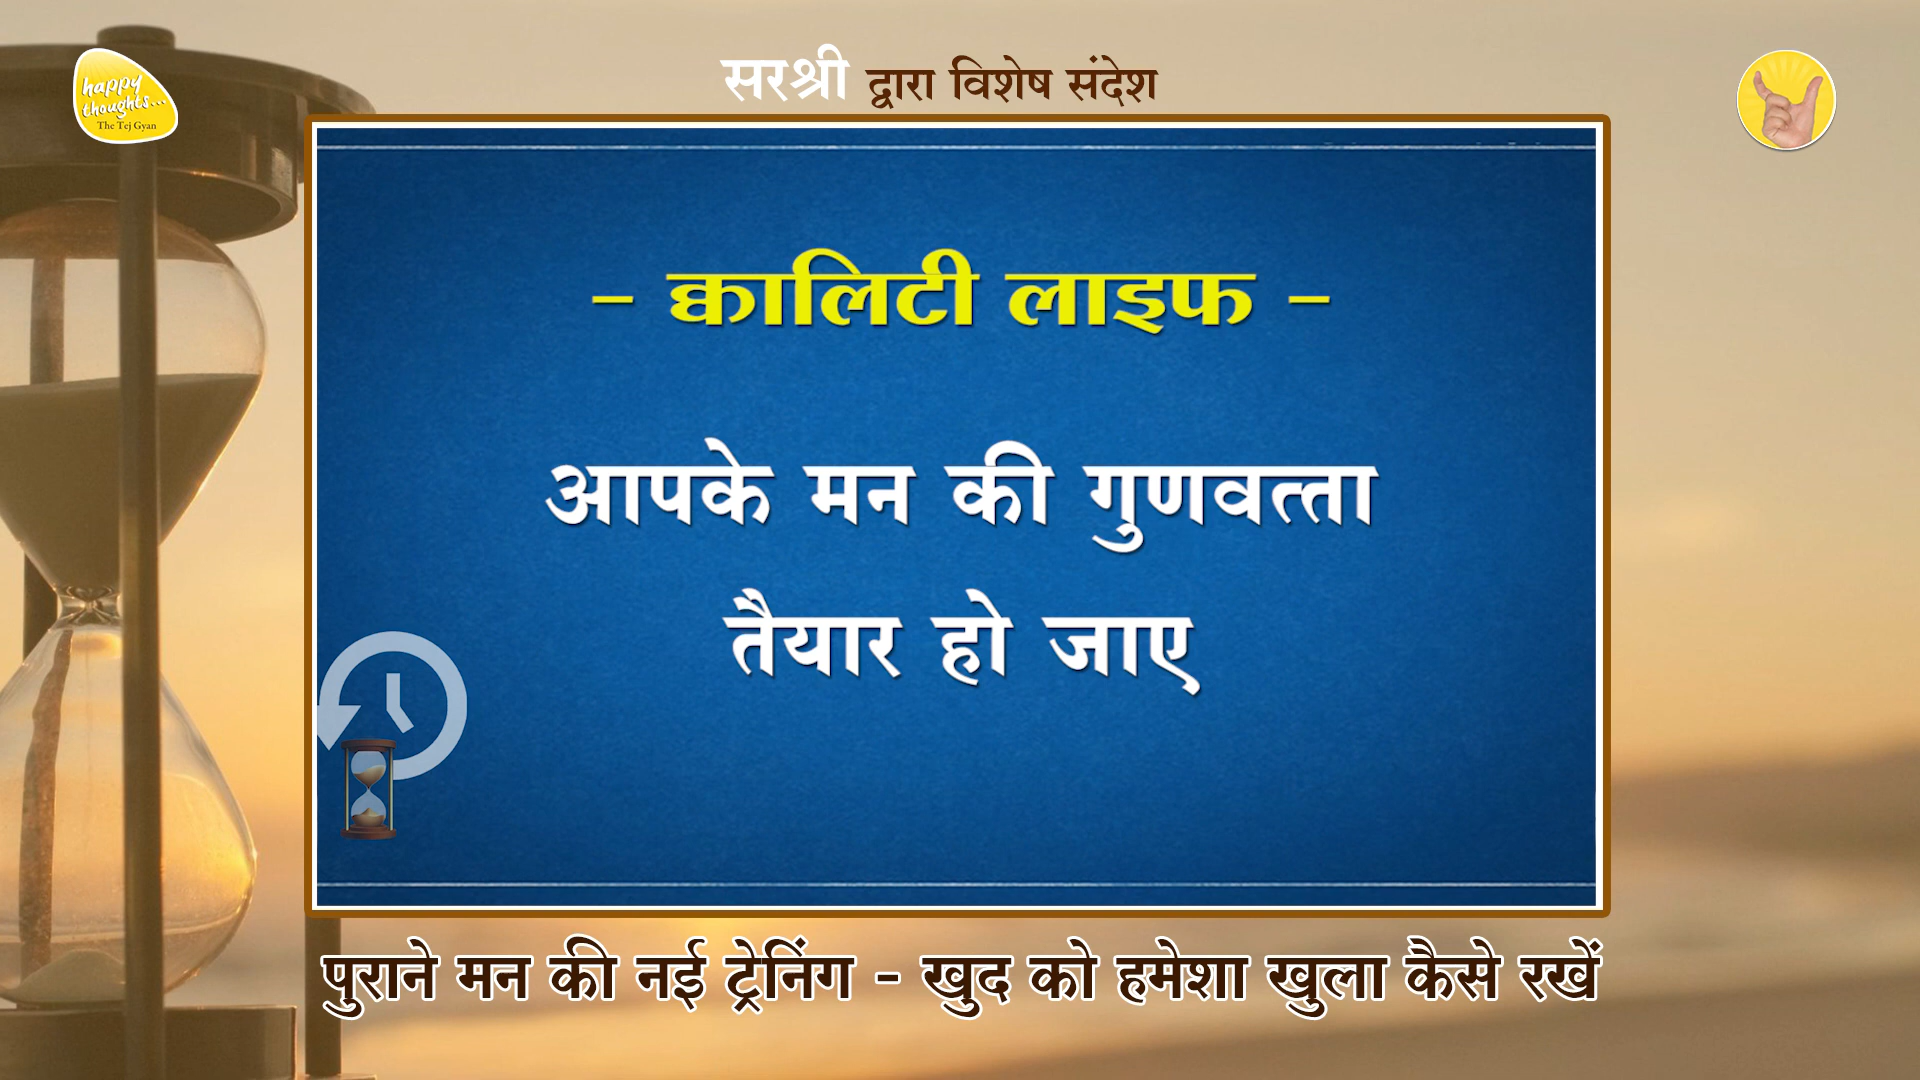 happy
thoughts...
The Tej Gyan
सरश्री द्वारा विशेष संदेश
- क्वालिटी लाइफ -
आपके मन की गुणवत्ता
तैयार हो जाए
पुराने मन की नई ट्रेनिंग - खुद को हमेशा खुला कैसे रखें